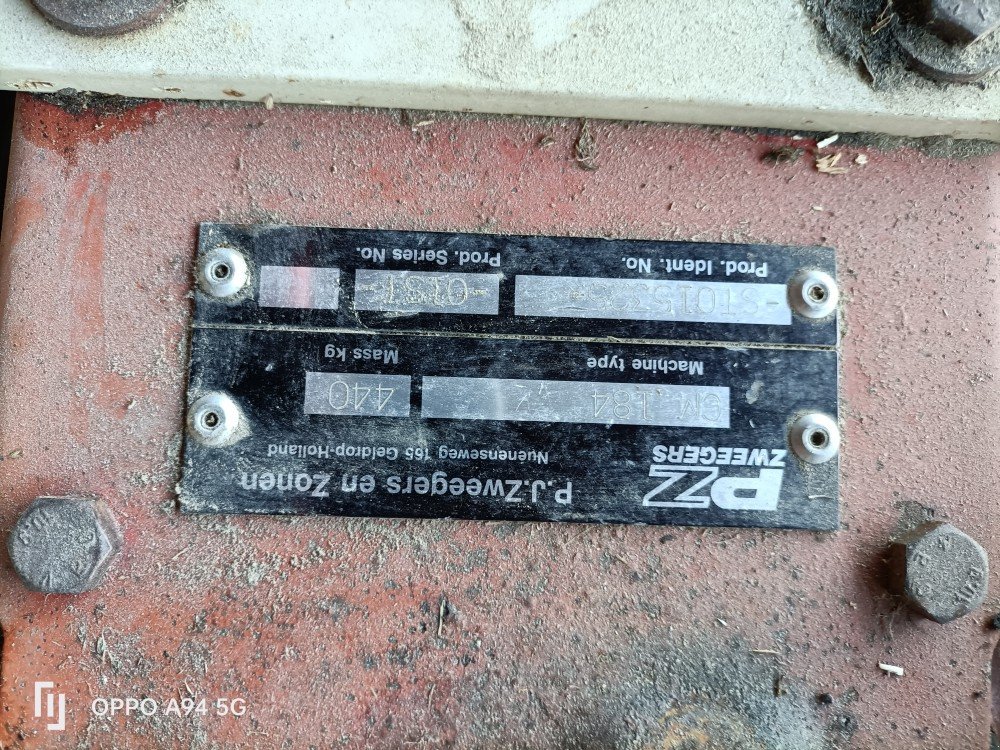 PZ
ZWEEGERS
P.J.Zweegers en Zonen
Nuenenseweg 165 Geldrop-Holland
Machine type
Mass kg
CM 184
440
Prod. Ident. No.
Prod. Series No.
-01ST-
OPPO A94 5G